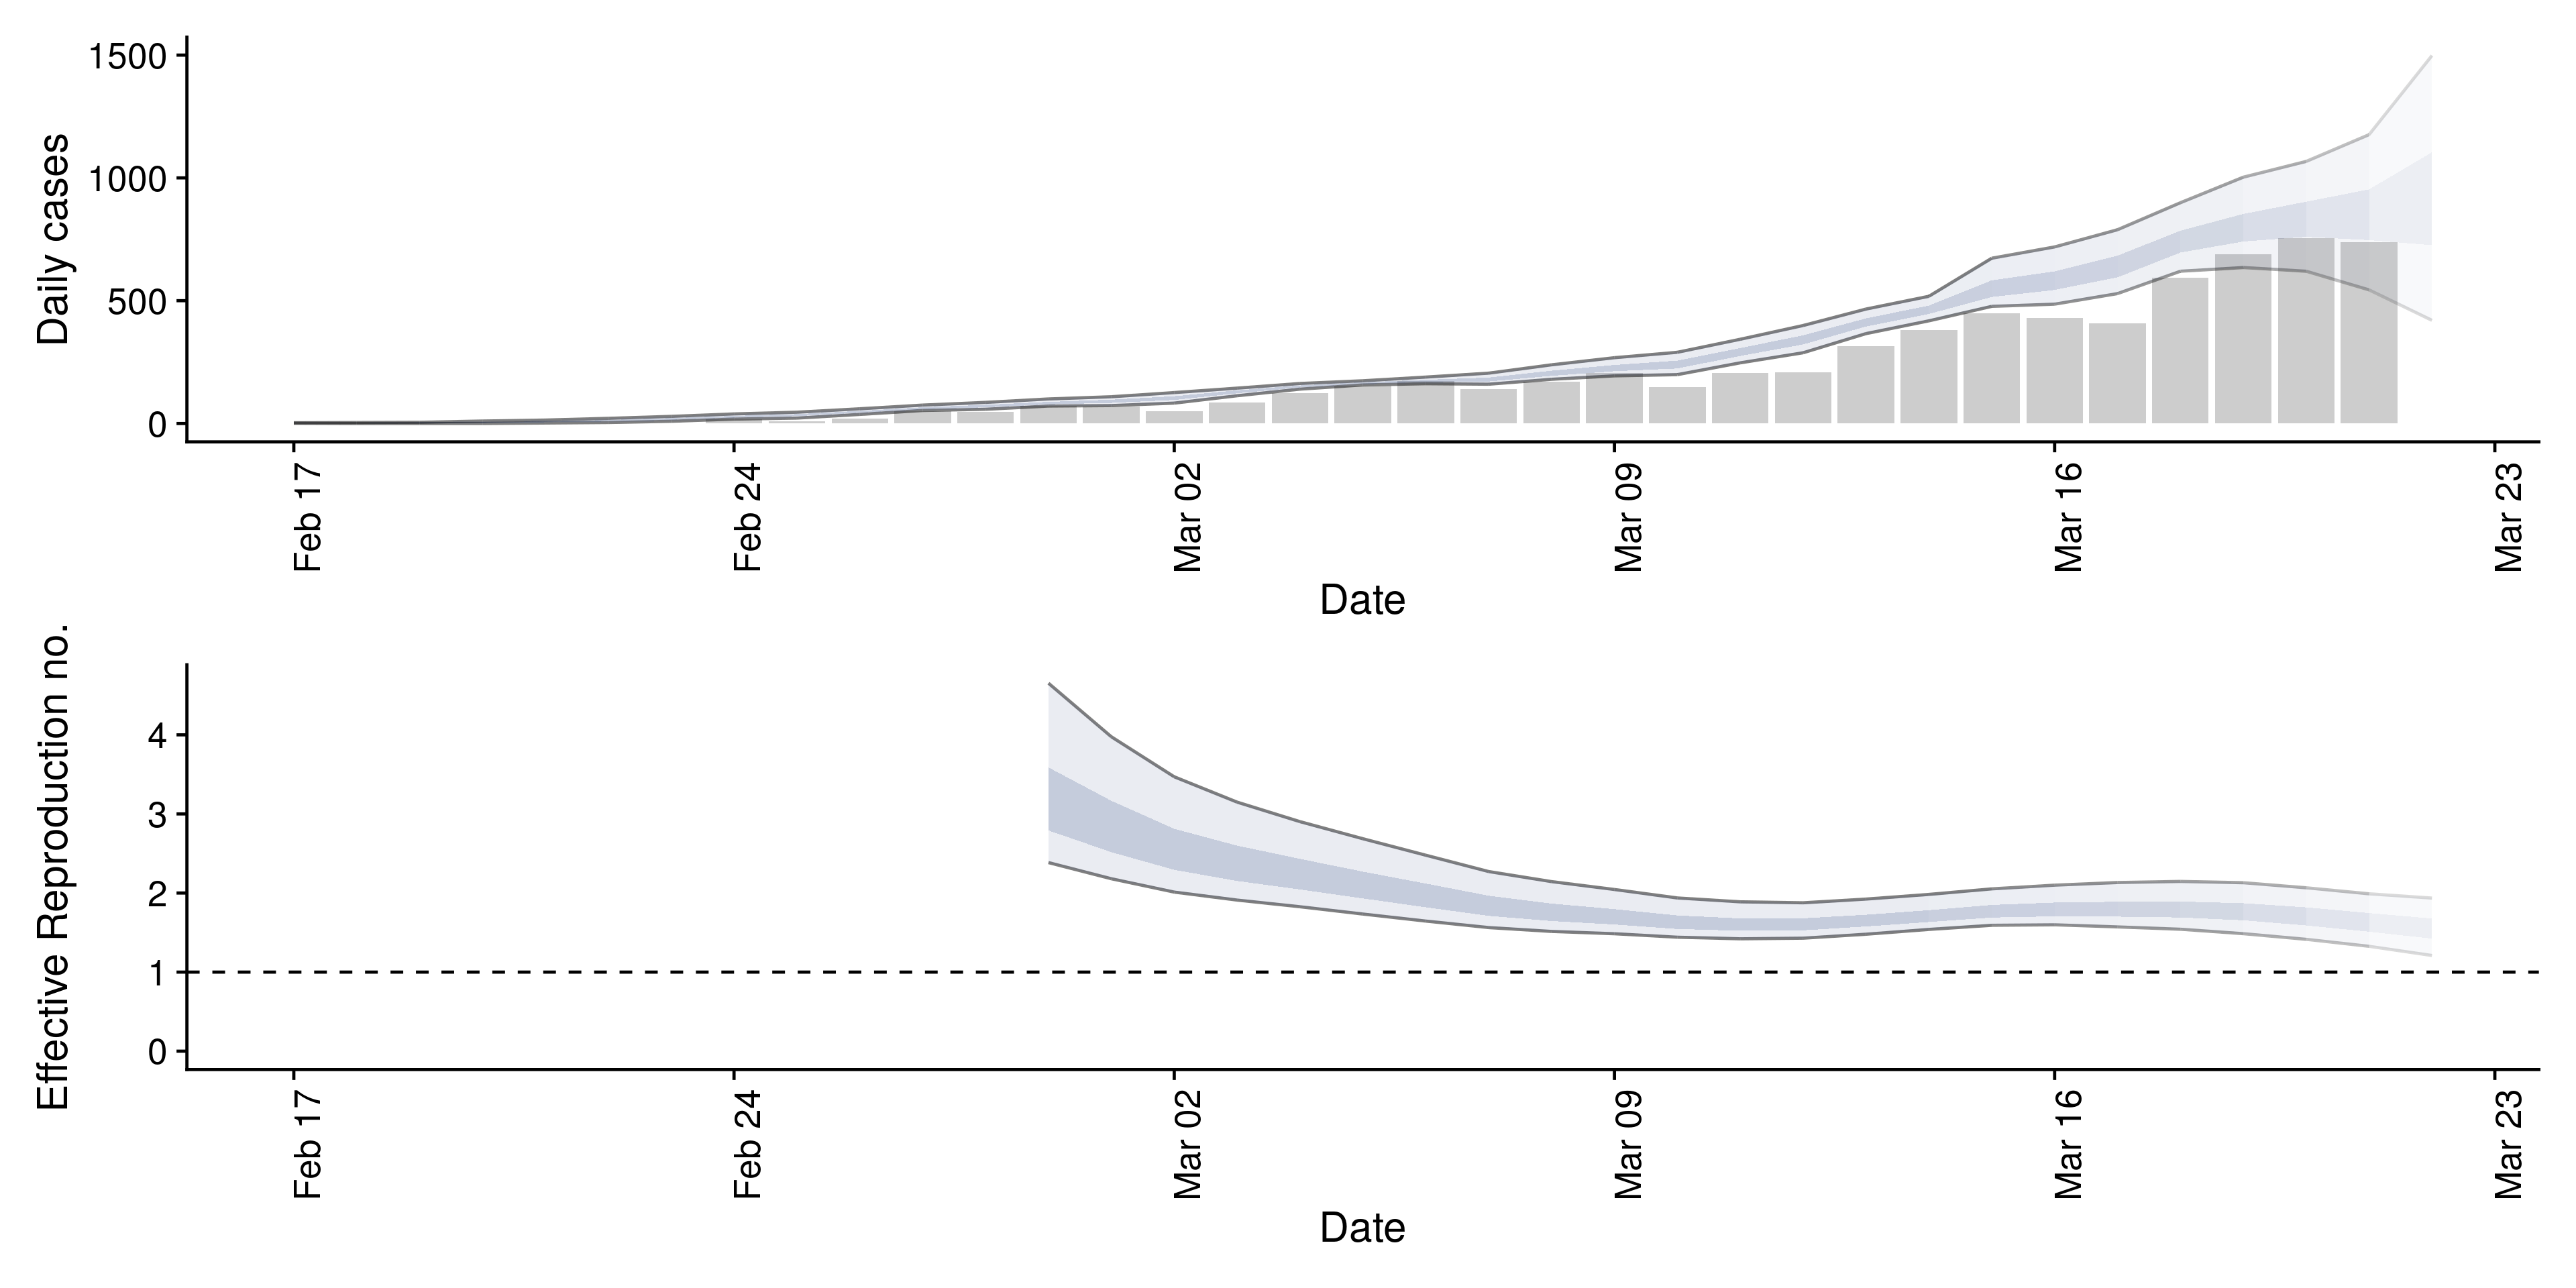 Daily cases
1500
1000
500
0
Feb 17
Feb 24
Mar 02
Mar 09
Mar 16
Mar 23
Date
Effective Reproduction no.
4
3
2
1
0
Feb 17
Feb 24
Mar 02
Mar 09
Mar 16
Mar 23
Date